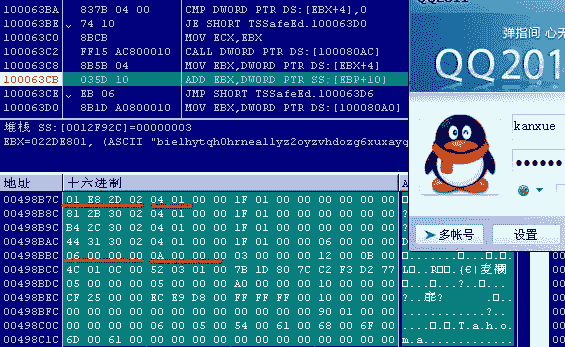 100063BA 837B 04 00 CMP DWORD PTR DS:[EBX+4],0
100063BE 74 10 JE SHORT TSSafeEd.100063D0
100063C0 8BCB MOV ECX,EBX
100063C2 FF15 AC800010 CALL DWORD PTR DS:[100080AC]
100063C8 8B5B 04 MOV EBX,DWORD PTR DS:[EBX+4]
100063CB 035D 10 ADD EBX,DWORD PTR SS:[EBP+10]
100063CE EB 06 JMP SHORT TSSafeEd.100063D6
100063D0 8B1D A0800010 MOV EBX,DWORD PTR DS:[100080A0]
堆栈 SS:[0012F92C]=00000003
EBX=022DE801, (ASCII "bielhytqh0hrneallyz2oyzvhdozg6xuxayq
地址 十六进制
00498B7C 01 E8 2D 02 04 01 00 00 1F 01 00 00 00 00 00 00
00498B8C 81 2B 30 02 04 01 00 00 1F 01 00 00 00 00 00 00
00498B9C B4 2C 30 02 04 01 00 00 1F 01 00 00 00 00 00 00
00498BAC 44 31 30 02 04 01 00 00 1F 01 00 00 06 00 D0 00
00498BBC 06 00 00 00 0A 01 00 00 03 00 00 00 12 00 0B 00
00498BCC 4C 01 0C 00 52 03 01 00 7B 1D 80 7C C2 F3 D2 77
00498BDC 05 00 00 05 00 00 00 A0 00 00 10 00 00 00
00498BEC CF 25 00 00 EC E9 D8 00 FF FF FF 00 10 00 00 00
00498BFC 00 00 00 00 00 00 00 00 00 00 00 00 90 01 00 00
00498C0C 00 00 00 06 00 05 00 54 00 61 00 68 00 6F 00
00498C1C 6D 00 61 00 00 00 00 00 00 00 00 00 00 00 00 00
弹指间 心无
QQ201
kanxue
多帐号
设置